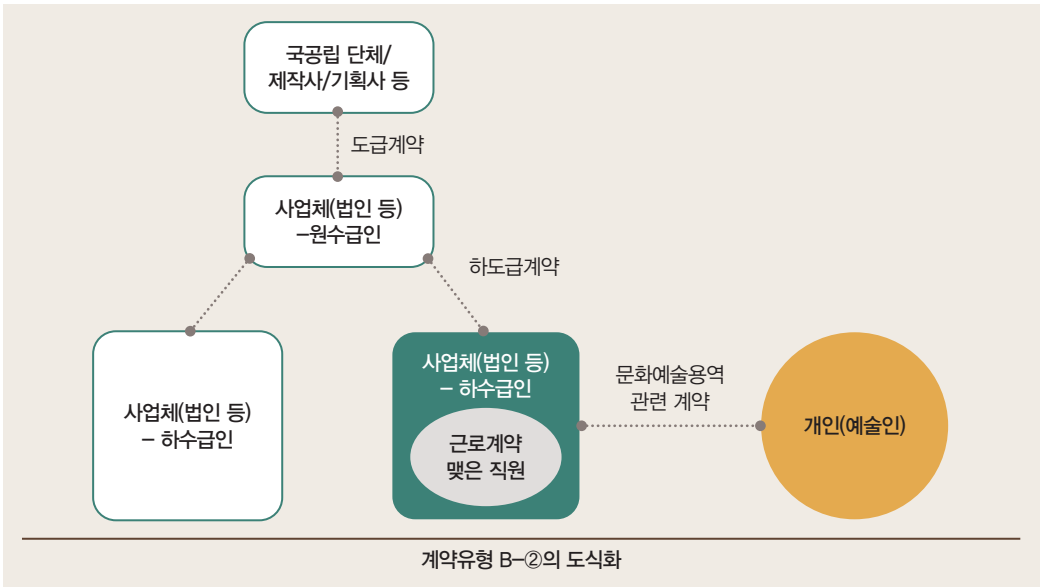 국공립 단체/
제작사/기획사 등
도급계약
사업체(법인 등)
-원수급인
하도급계약
사업체(법인 등)
- 하수급인
사업체(법인 등)
- 하수급인
근로계약
맺은 직원
문화예술용역
관련 계약
개인(예술인)
계약유형 B-②의 도식화